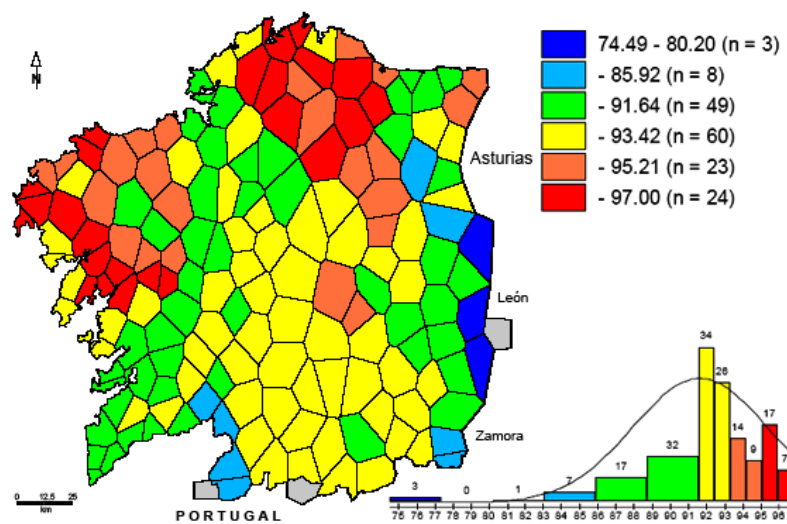 74.49 - 80.20 (n = 3)
- 85.92 (n = 8)
- 91.64 (n = 49)
- 93.42 (n = 60)
- 95.21 (n = 23)
- 97.00 (n = 24)
N
Asturias
León
Zamora
PORTUGAL
0 12.5 25
km
3 0 1 7 17 32 34 26 14 9 17 7
75 76 77 78 79 80 81 82 83 84 85 86 87 88 89 90 91 92 93 94 95 96